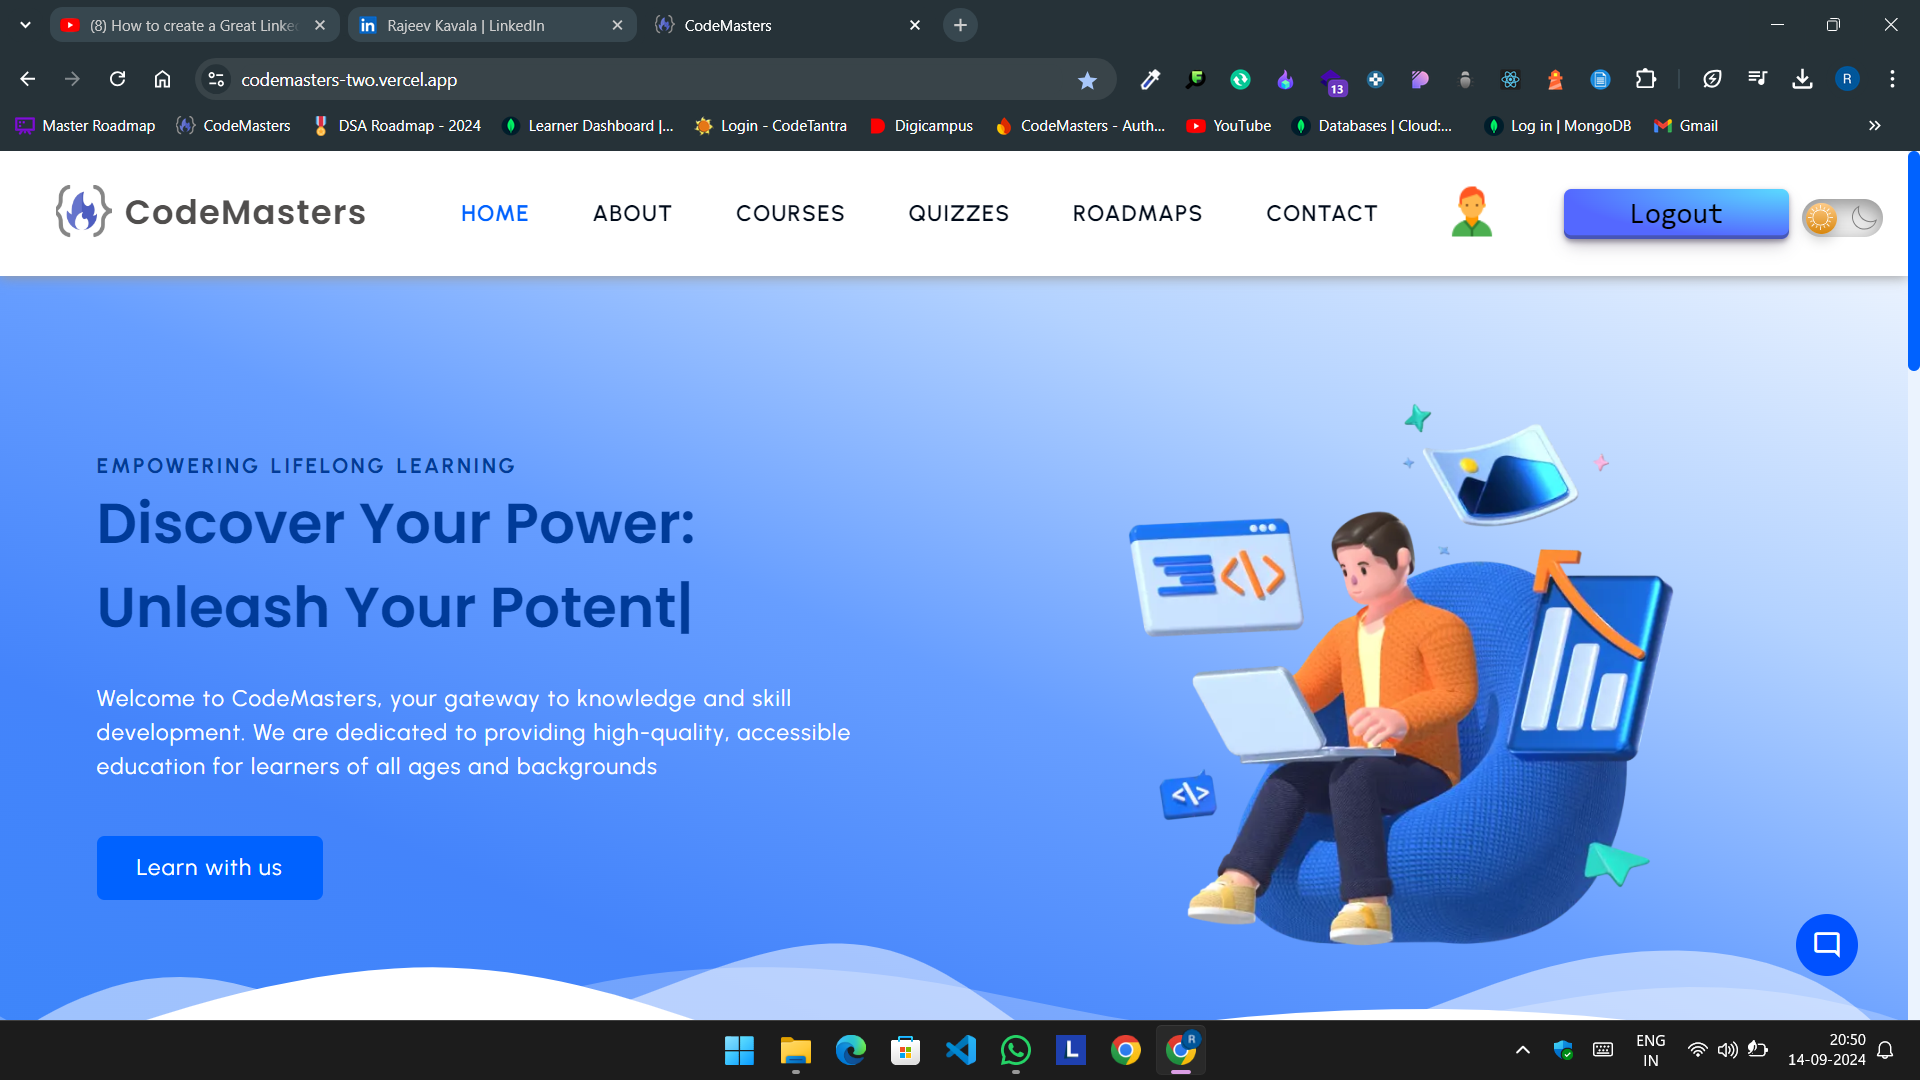 (8) How to create a Great Linke
Rajeev Kavala | LinkedIn
CodeMasters
codemasters-two.vercel.app
13
R
Master Roadmap
CodeMasters
DSA Roadmap - 2024
Learner Dashboard |...
Login - CodeTantra
Digicampus
CodeMasters - Auth...
YouTube
Databases | Cloud:...
Log in | MongoDB
Gmail
CodeMasters
HOME
ABOUT
COURSES
QUIZZES
ROADMAPS
CONTACT
Logout
EMPOWERING LIFELONG LEARNING
Discover Your Power:
Unleash Your Potent|
Welcome to CodeMasters, your gateway to knowledge and skill
development. We are dedicated to providing high-quality, accessible
education for learners of all ages and backgrounds
Learn with us
L
R
ENG
IN
20:50
14-09-2024